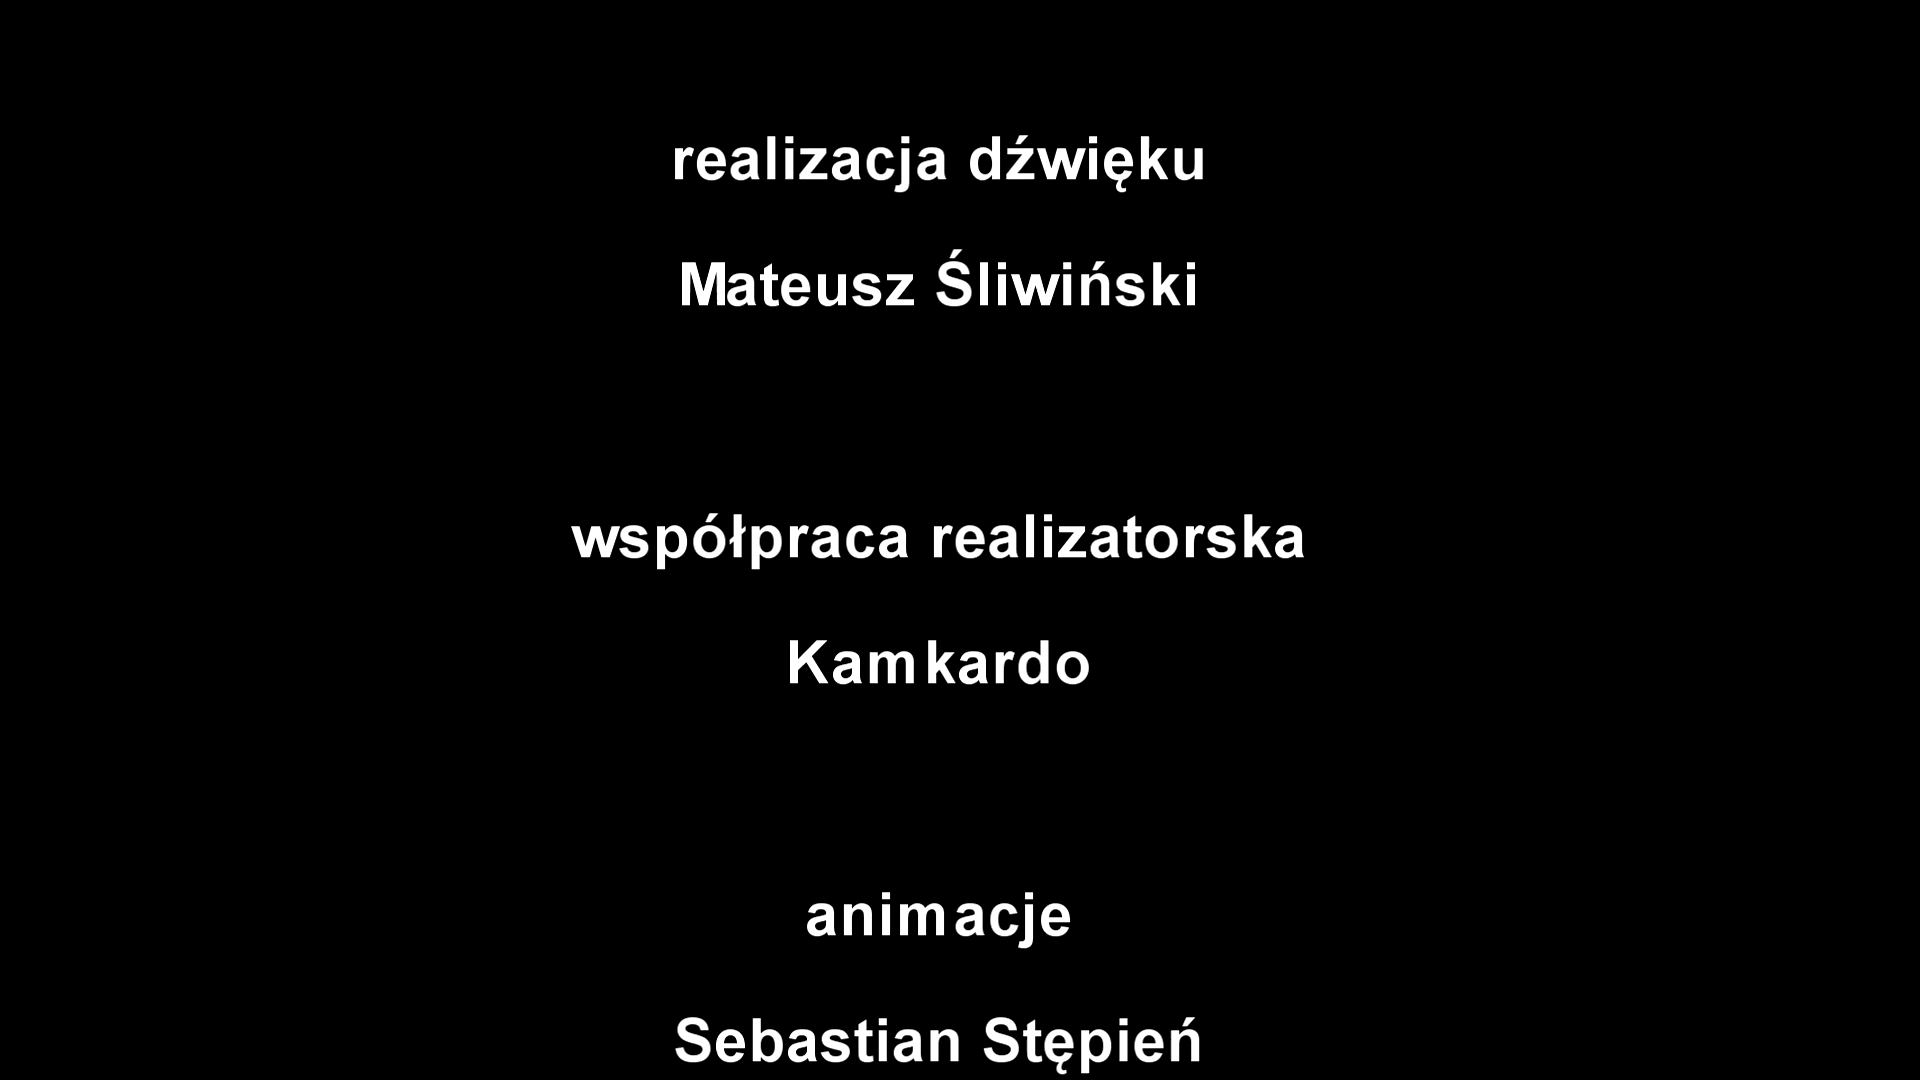 realizacja dźwięku
Mateusz Śliwiński
współpraca realizatorska
Kamkardo
animacje
Sebastian Stępień